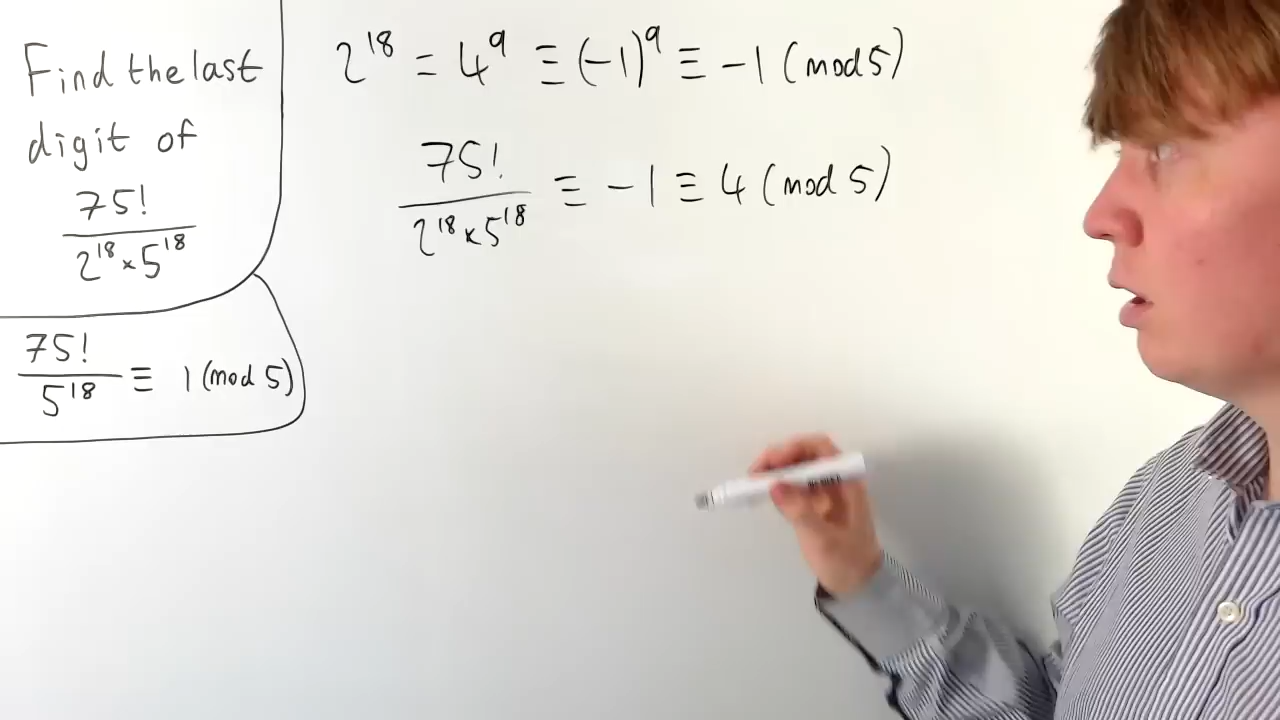 Find the last
digit of
75!
2^18 × 5^18
75!
5^18 ≡ 1 (mod 5)
2^18 = 4^9 ≡ (-1)^9 ≡ -1 (mod 5)
75!
2^18 × 5^18 ≡ -1 ≡ 4 (mod 5)